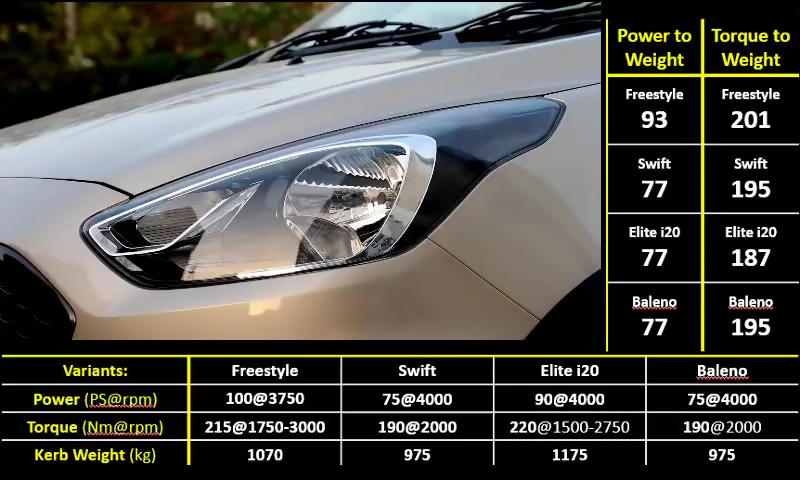 Power to Weight
Torque to Weight
Freestyle
93
Freestyle
201
Swift
77
Swift
195
Elite i20
77
Elite i20
187
Baleno
77
Baleno
195
Variants: Freestyle Swift Elite i20 Baleno
Power (PS@rpm) 100@3750 75@4000 90@4000 75@4000
Torque (Nm@rpm) 215@1750-3000 190@2000 220@1500-2750 190@2000
Kerb Weight (kg) 1070 975 1175 975